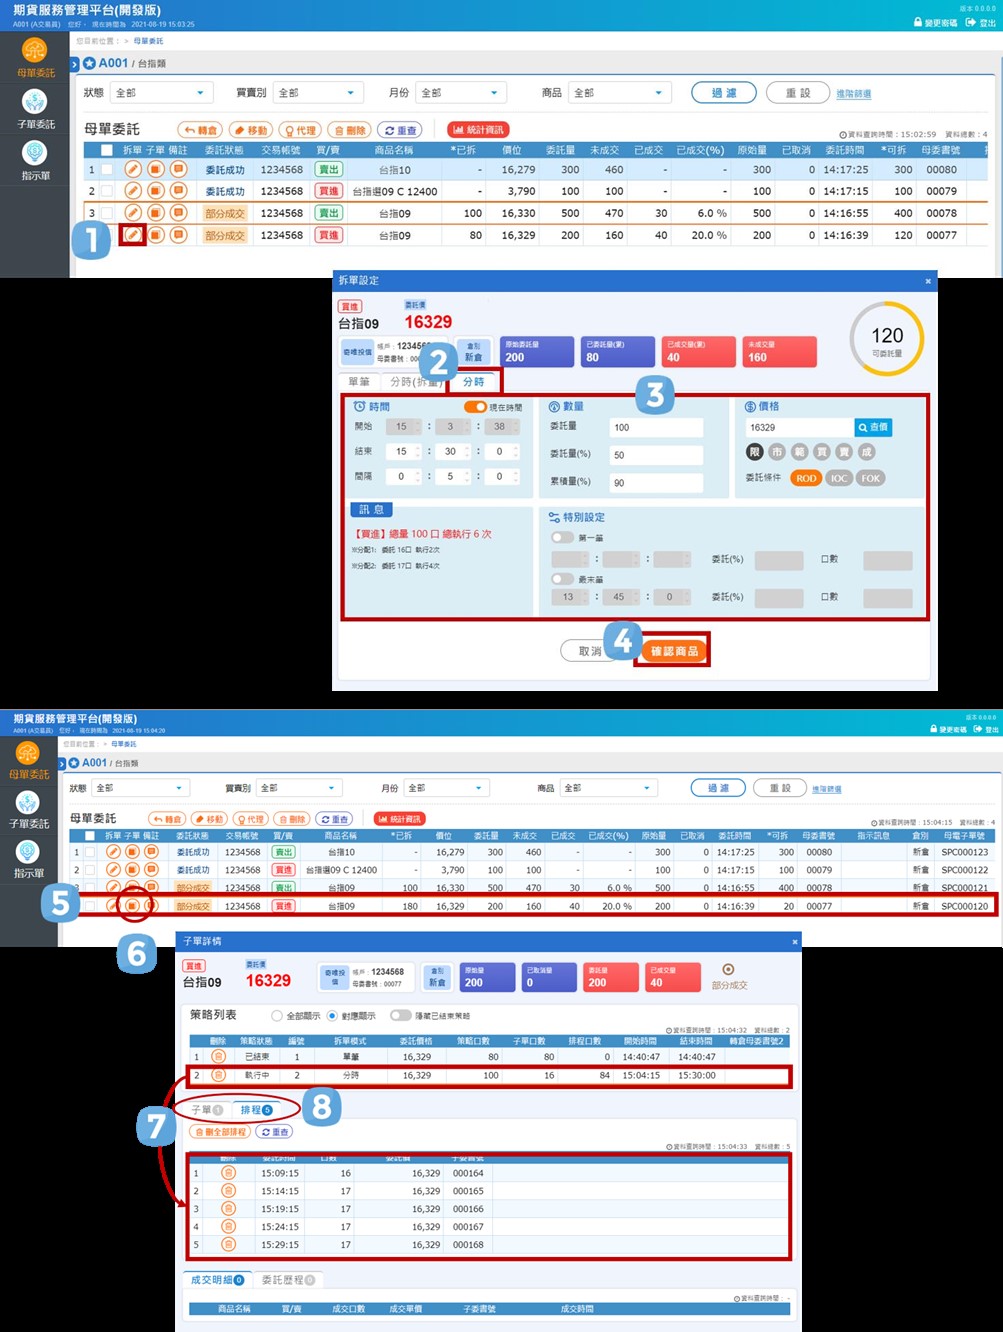 期貨服務管理平台(開發版)
版本 0.0.0.0
A001 (A交易員) 您好， 現在時間為 2021-08-19 15:03:25
變更密碼 登出
您目前位置： > 母單委託
母單委託
子單委託
指示單
A001 / 台指類
狀態 全部 買賣別 全部 月份 全部 商品 全部 過濾 重設 進階篩選
母單委託 轉倉 移動 代理 刪除 重查 統計資訊
資料查詢時間：15:02:59 資料總數：4
拆單 子單 備註 委託狀態 交易帳號 買/賣 商品名稱 *已拆 價位 委託量 未成交 已成交 已成交(%) 原始量 已取消 委託時間 *可拆 母委書號
1 委託成功 1234568 賣出 台指10 - 16,279 300 460 - - 300 0 14:17:25 300 00080
2 委託成功 1234568 買進 台指選09 C 12400 - 3,790 100 100 - - 100 0 14:17:15 100 00079
3 部分成交 1234568 賣出 台指09 100 16,330 500 470 30 6.0 % 500 0 14:16:55 400 00078
部分成交 1234568 買進 台指09 80 16,329 200 160 40 20.0 % 200 0 14:16:39 120 00077
1
拆單設定 ×
買進 委託價
台指09 16329
奇唯投信 帳戶：1234568
母委書號：00
倉別 新倉
原始委託量 200
已委託量(累) 80
已成交量(累) 40
未成交量 160
120
可委託量
2
單筆 分時(拆量) 分時
3
時間 現在時間
開始 15 : 3 : 38
結束 15 : 30 : 0
間隔 0 : 5 : 0
數量
委託量 100
委託量(%) 50
累積量(%) 90
價格
16329 查價
限 市 範 買 賣 成
委託條件 ROD IOC FOK
訊息
【買進】總量 100 口 總執行 6 次
※分配1: 委託 16口 執行2次
※分配2: 委託 17口 執行4次
特別設定
第一筆
: : 委託(%) 口數
最末筆
13 : 45 : 0 委託(%) 口數
4
取消 確認商品
期貨服務管理平台(開發版)
版本 0.0.0.0
A001 (A交易員) 您好， 現在時間為 2021-08-19 15:04:20
變更密碼 登出
您目前位置： > 母單委託
母單委託
子單委託
指示單
A001 / 台指類
狀態 全部 買賣別 全部 月份 全部 商品 全部 過濾 重設 進階篩選
母單委託 轉倉 移動 代理 刪除 重查 統計資訊
資料查詢時間：15:04:15 資料總數：4
拆單 子單 備註 委託狀態 交易帳號 買/賣 商品名稱 *已拆 價位 委託量 未成交 已成交 已成交(%) 原始量 已取消 委託時間 *可拆 母委書號 指示訊息 倉別 母電子單號
1 委託成功 1234568 賣出 台指10 - 16,279 300 460 - - 300 0 14:17:25 300 00080 新倉 SPC000123
2 委託成功 1234568 買進 台指選09 C 12400 - 3,790 100 100 - - 100 0 14:17:15 100 00079 新倉 SPC000122
3 部分成交 1234568 賣出 台指09 100 16,330 500 470 30 6.0 % 500 0 14:16:55 400 00078 新倉 SPC000121
部分成交 1234568 買進 台指09 180 16,329 200 160 40 20.0 % 200 0 14:16:39 20 00077 新倉 SPC000120
5
6
子單詳情 ×
買進 委託價
台指09 16329
奇唯投信 帳戶：1234568
母委書號：00077
倉別 新倉
原始量 200
已取消量 0
委託量 200
已成交量 40
部分成交
策略列表 全部顯示 對應顯示 隱藏已結束策略
資料查詢時間：15:04:32 資料總數：2
刪除 策略狀態 編號 拆單模式 委託價格 策略口數 子單口數 排程口數 開始時間 結束時間 轉倉母委書號2
1 已結束 1 單筆 16,329 80 80 0 14:40:47 14:40:47
2 執行中 2 分時 16,329 100 16 84 15:04:15 15:30:00
7
子單 1 排程 5
8
刪全部排程 重查
資料查詢時間：15:04:33 資料總數：5
刪除 委託時間 口數 委託價 子委書號
1 15:09:15 16 16,329 000164
2 15:14:15 17 16,329 000165
3 15:19:15 17 16,329 000166
4 15:24:15 17 16,329 000167
5 15:29:15 17 16,329 000168
成交明細 0 委託歷程 0
資料查詢時間：-
商品名稱 買/賣 成交口數 成交單價 子委書號 成交時間